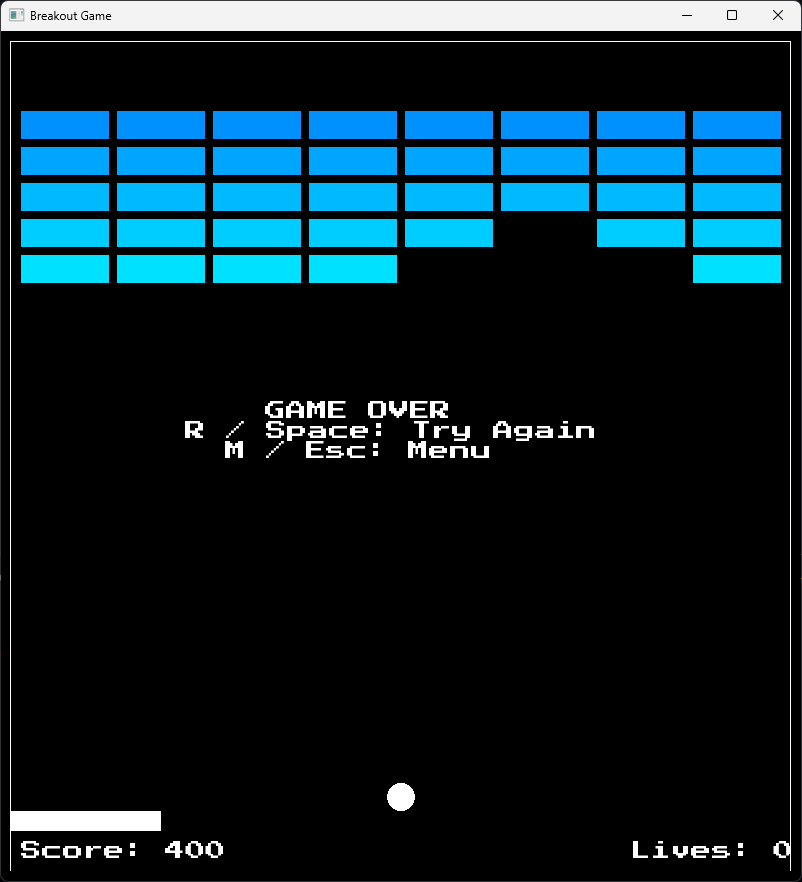 Breakout Game
GAME OVER
R / Space: Try Again
M / Esc: Menu
Score: 400
Lives: 0